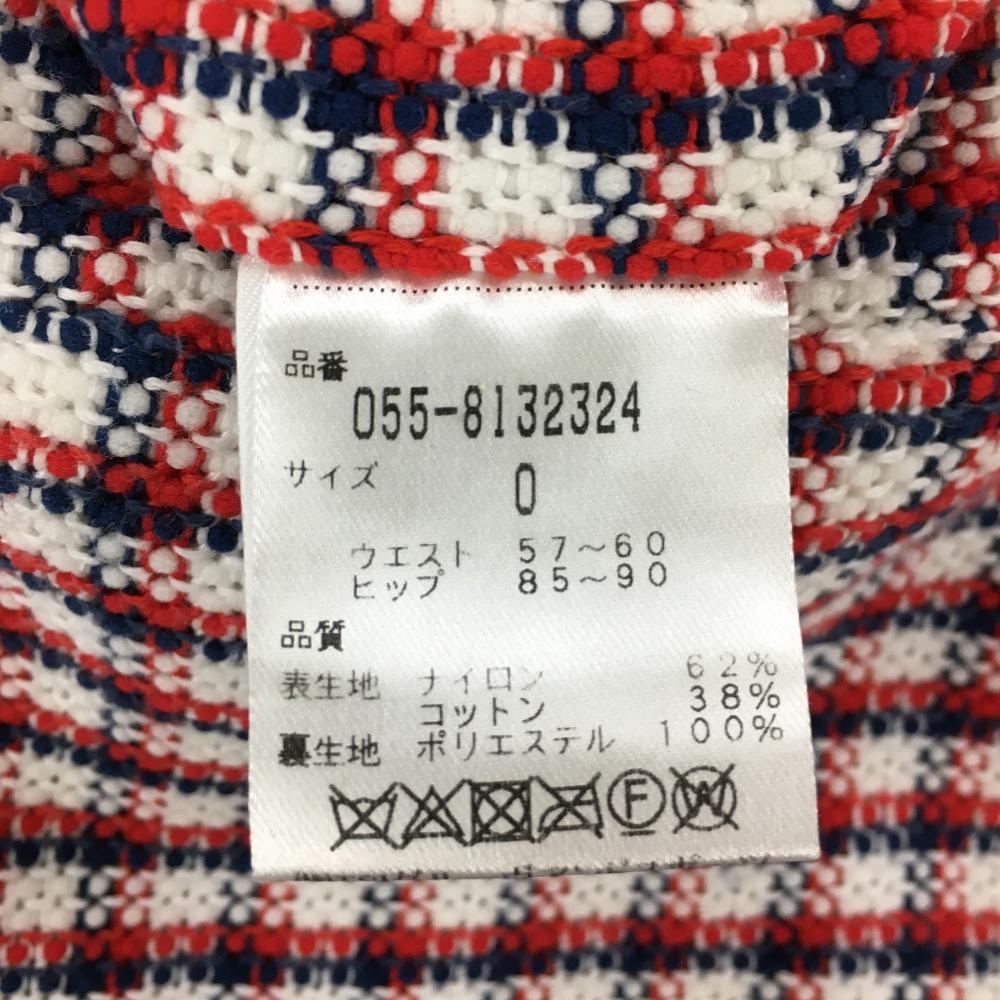 品番
055-8132324
サイズ 0
ウエスト 57～60
ヒップ 85～90
品質
表生地 ナイロン 62%
コットン 38%
裏生地 ポリエステル 100%
F W